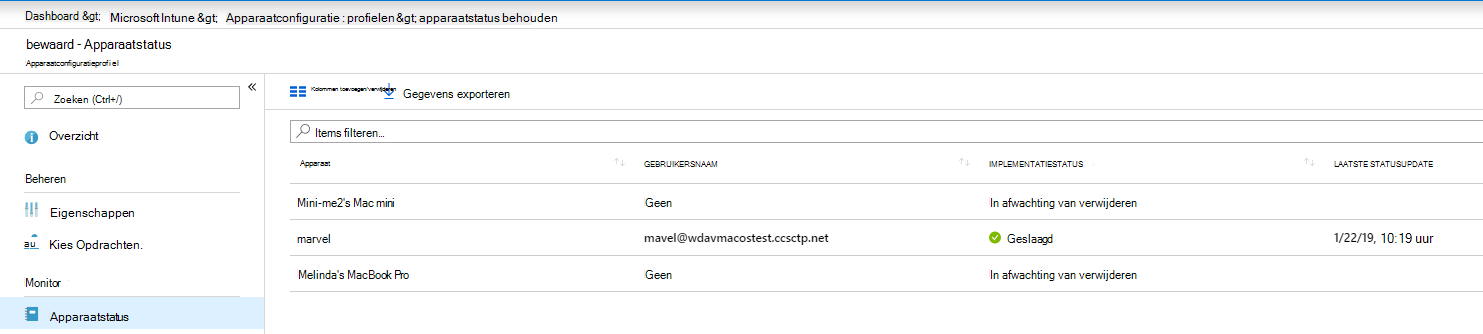 Dashboard &gt; Microsoft Intune &gt; Apparaatconfiguratie : profielen &gt; apparaatstatus behouden
bewaard - Apparaatstatus
Apparaatconfiguratieprofiel
Zoeken (Ctrl+/)
Overzicht
Beheren
Eigenschappen
au Kies Opdrachten.
Monitor
Apparaatstatus
Kolommen toevoegen/verwijderen Gegevens exporteren
Items filteren...
Apparaat GEBRUIKERSNAAM IMPLEMENTATIESTATUS LAATSTE STATUSUPDATE
Mini-me2's Mac mini Geen In afwachting van verwijderen
marvel mavel@wdavmacostest.ccsctp.net Geslaagd 1/22/19, 10:19 uur
Melinda's MacBook Pro Geen In afwachting van verwijderen